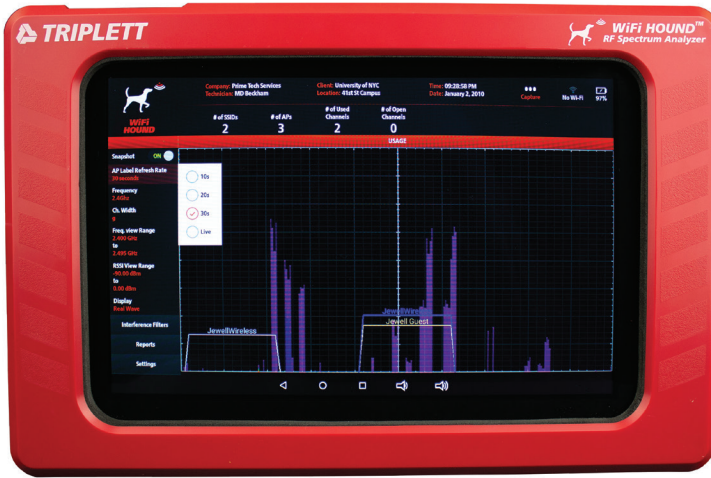 TRIPLETT
WiFi HOUND™
RF Spectrum Analyzer
WiFi
HOUND
Company: Prime Tech Services
Technician: MD Beckham
Client: University of NYC
Location: 41st St Campus
Time: 09:28:58 PM
Date: January 2, 2010
Capture
No Wi-Fi
97%
# of SSIDs
2
# of APs
3
# of Used
Channels
2
# of Open
Channels
0
USAGE
Snapshot ON
AP Label Refresh Rate
30 seconds
Frequency
2.4Ghz
Ch. Width
Freq. view Range
2.400 GHz
to
2.495 GHz
RSSI View Range
-90.00 dBm
to
0.00 dBm
Display
Real Wave
Interference Filters
Reports
Settings
10s
20s
30s
Live
JewellWireless
JewellWireless
Jewell Guest